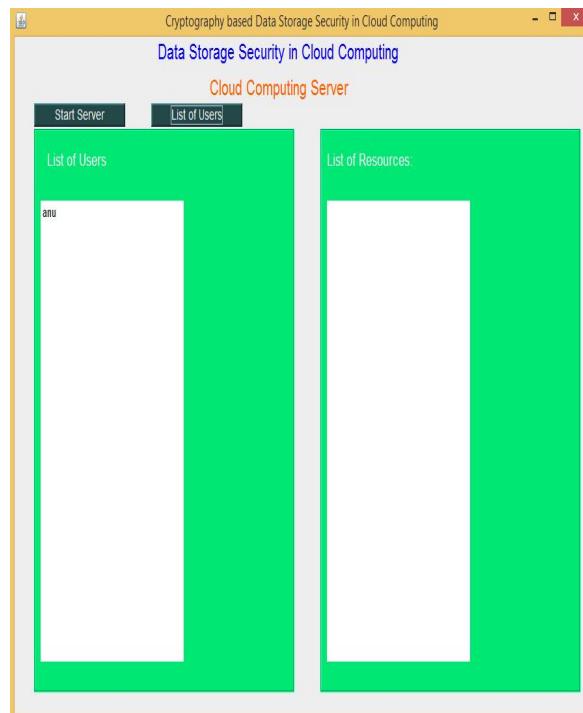 Cryptography based Data Storage Security in Cloud Computing
Data Storage Security in Cloud Computing
Cloud Computing Server
Start Server
List of Users
List of Users
List of Resources:
anu